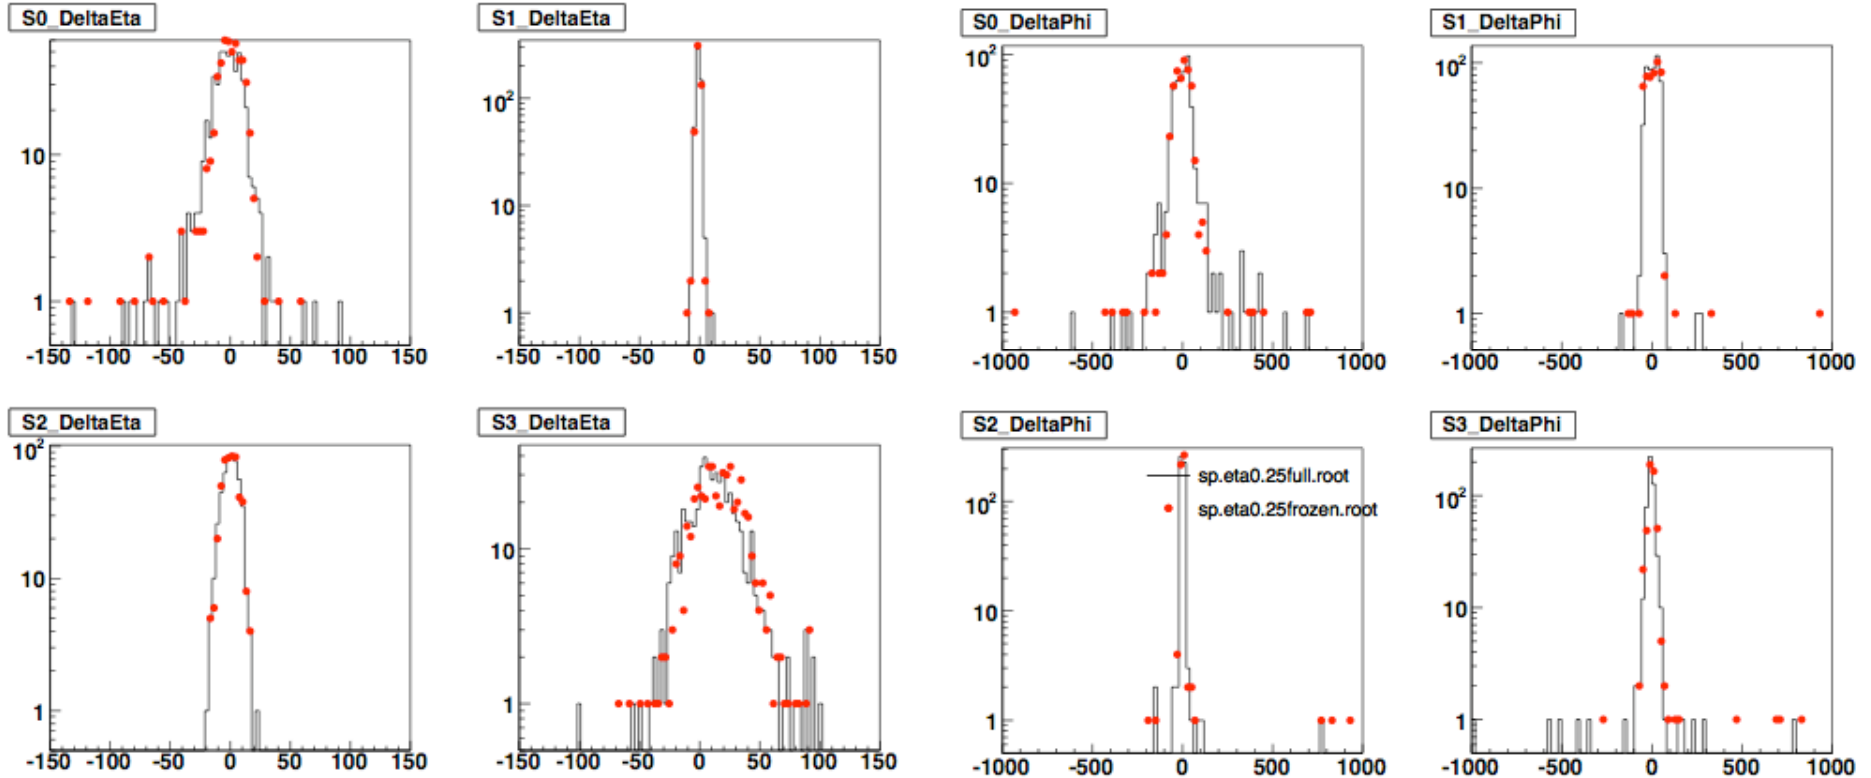 S0_DeltaEta
10
1
-150 -100 -50 0 50 100 150
S1_DeltaEta
10²
10
1
-150 -100 -50 0 50 100 150
S0_DeltaPhi
10²
10
1
-1000 -500 0 500 1000
S1_DeltaPhi
10²
10
1
-1000 -500 0 500 1000
S2_DeltaEta
10²
10
1
-150 -100 -50 0 50 100 150
S3_DeltaEta
10
1
-150 -100 -50 0 50 100 150
S2_DeltaPhi
sp.eta0.25full.root
sp.eta0.25frozen.root
10²
10
1
-1000 -500 0 500 1000
S3_DeltaPhi
10²
10
1
-1000 -500 0 500 1000